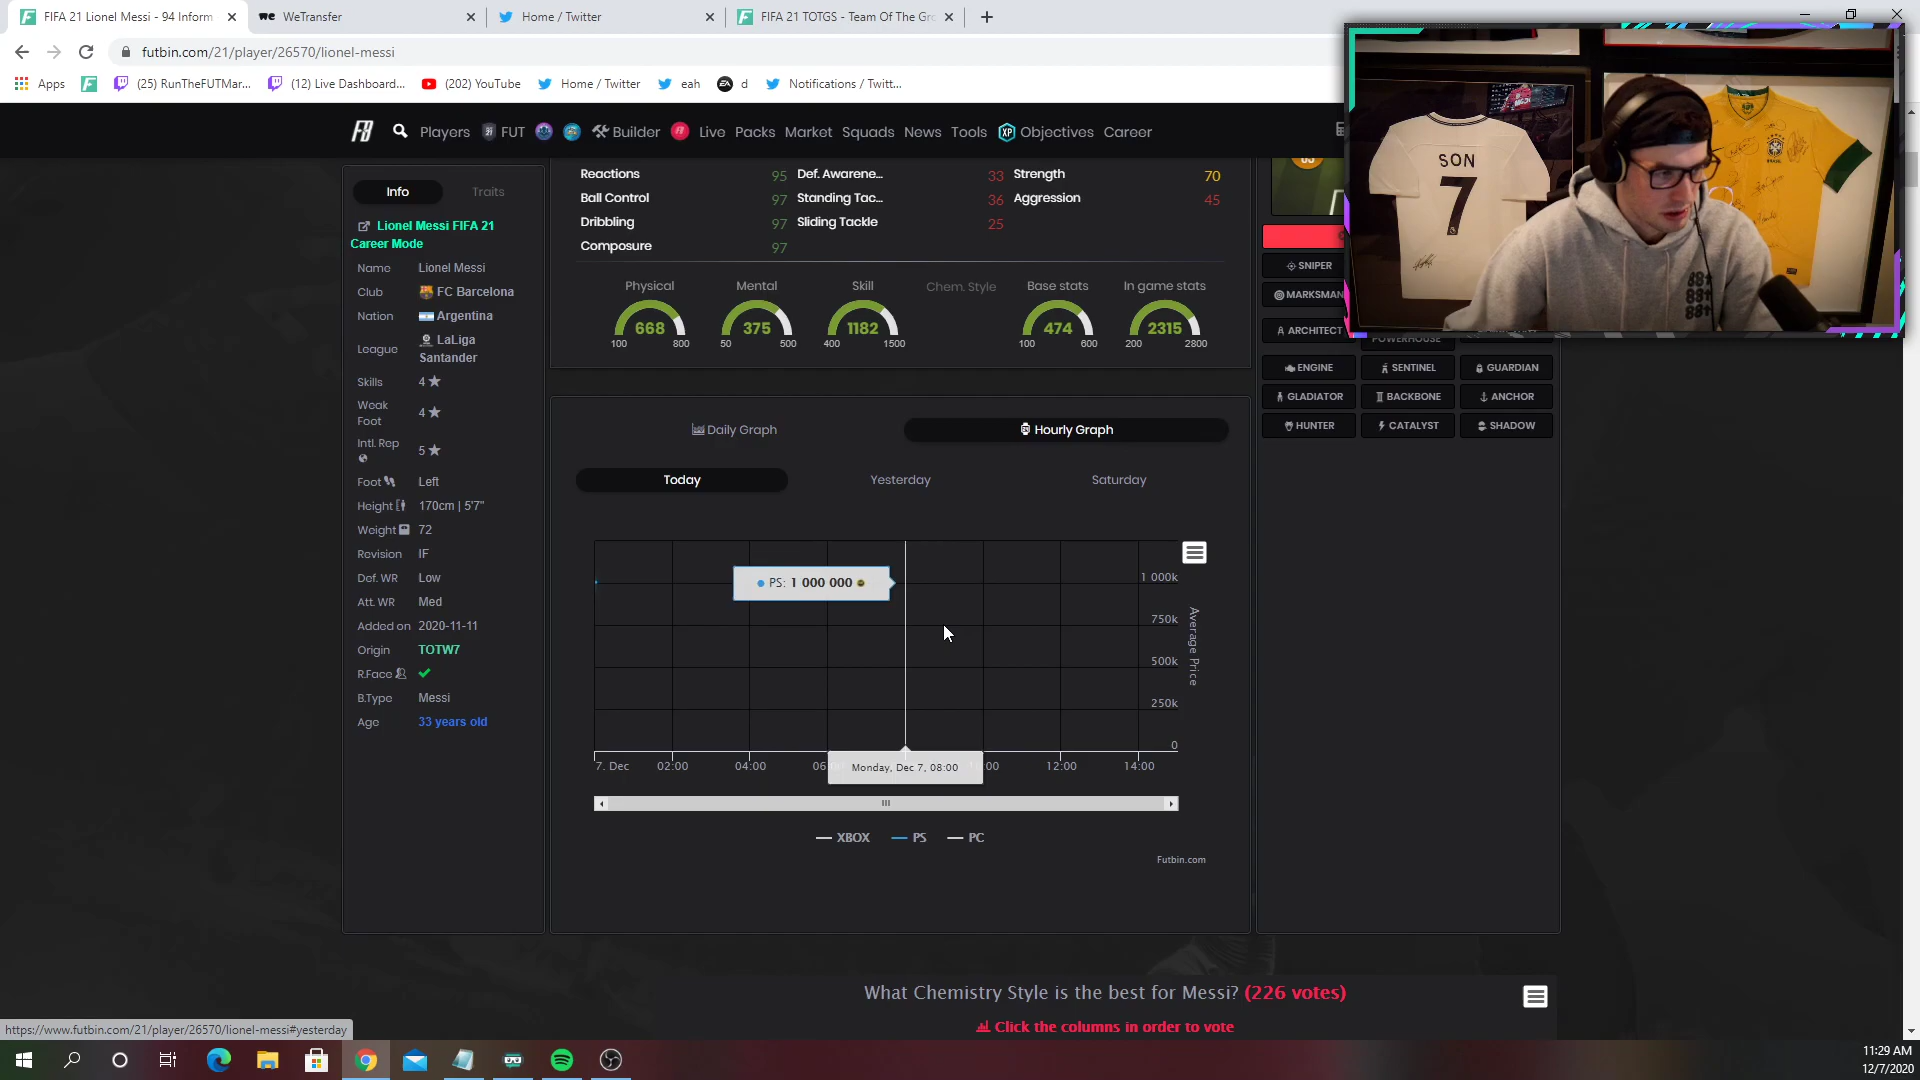 FIFA 21 Lionel Messi - 94 Inform
WeTransfer
Home / Twitter
FIFA 21 TOTGS - Team Of The Gro
futbin.com/21/player/26570/lionel-messi
Apps
(25) RunTheFUTMar...
(12) Live Dashboard...
(202) YouTube
Home / Twitter
eah
d
Notifications / Twitt...
Players
FUT
Builder
Live
Packs
Market
Squads
News
Tools
XP
Objectives
Career
Info
Traits
Lionel Messi FIFA 21
Career Mode
Name Lionel Messi
Club FC Barcelona
Nation Argentina
League LaLiga
Santander
Skills 4
Weak
Foot 4
Intl. Rep 5
Foot Left
Height 170cm | 5'7"
Weight 72
Revision IF
Def. WR Low
Att. WR Med
Added on 2020-11-11
Origin TOTW7
R.Face
B.Type Messi
Age 33 years old
Reactions 95 Def. Awarene... 33 Strength 70
Ball Control 97 Standing Tac... 36 Aggression 45
Dribbling 97 Sliding Tackle 25
Composure 97
Physical Mental Skill Chem. Style Base stats In game stats
668 375 1182 474 2315
100 800 50 500 400 1500 100 600 100 2800
Daily Graph
Hourly Graph
Today
Yesterday
Saturday
PS: 1 000 000
1 000k
750k
500k
250k
0
Average Price
7. Dec 02:00 04:00 12:00 14:00
Monday, Dec 7, 08:00
XBOX PS PC
Futbin.com
SNIPER
MARKSMAN
ARCHITECT
POWERHOUSE
ENGINE SENTINEL GUARDIAN
GLADIATOR BACKBONE ANCHOR
HUNTER CATALYST SHADOW
SON
7
88+
88+
88+
What Chemistry Style is the best for Messi? (226 votes)
Click the columns in order to vote
https://www.futbin.com/21/player/26570/lionel-messi#yesterday
11:29 AM
12/7/2020